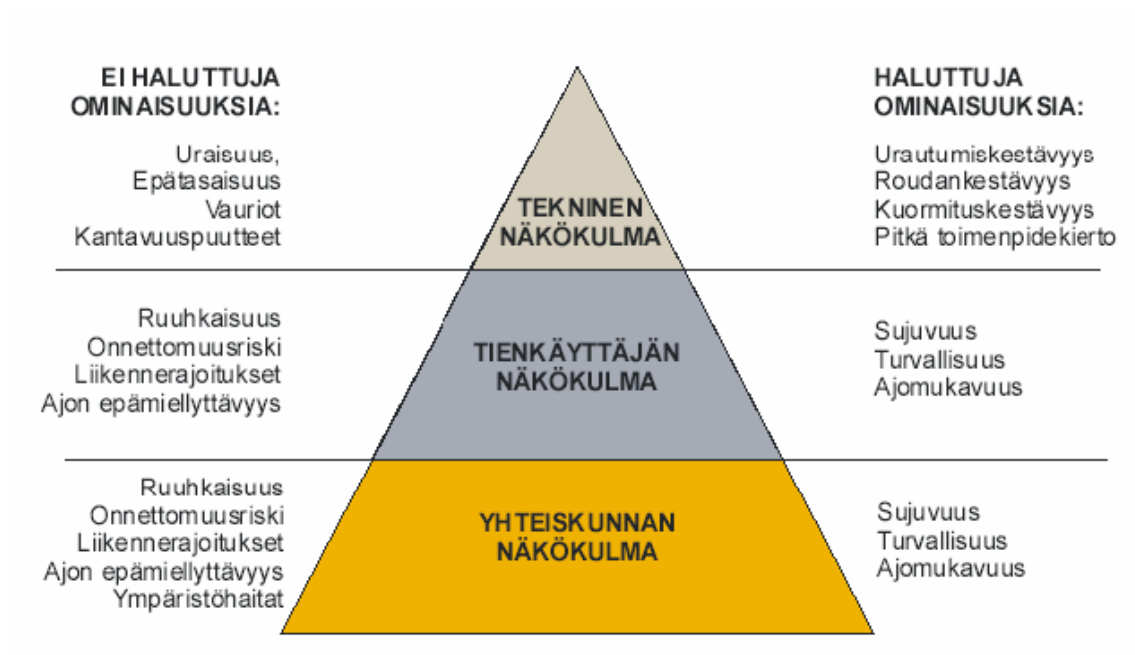 EI HALUTTUJA
OMINAISUUKSIA:
Uraisuus,
Epätasaisuus
Vauriot
Kantavuuspuutteet
TEKNINEN
NÄKÖKULMA
HALUTTUJA
OMINAISUUKSIA:
Urautumiskestävyys
Roudankestävyys
Kuormituskestävyys
Pitkä toimenpidekierto
Ruuhkaisuus
Onnettomuusriski
Liikennerajoitukset
Ajon epämiellyttävyys
TIENKÄYTTÄJÄN
NÄKÖKULMA
Sujuvuus
Turvallisuus
Ajomukavuus
Ruuhkaisuus
Onnettomuusriski
Liikennerajoitukset
Ajon epämiellyttävyys
Ympäristöhaitat
YHTEISKUNNAN
NÄKÖKULMA
Sujuvuus
Turvallisuus
Ajomukavuus